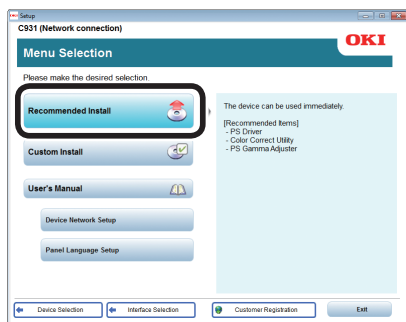 OKI Setup
C931 (Network connection)
OKI
Menu Selection
Please make the desired selection.
Recommended Install
Custom Install
User's Manual
Device Network Setup
Panel Language Setup
The device can be used immediately.
[Recommended Items]
- PS Driver
- Color Correct Utility
- PS Gamma Adjuster
Device Selection
Interface Selection
Customer Registration
Exit